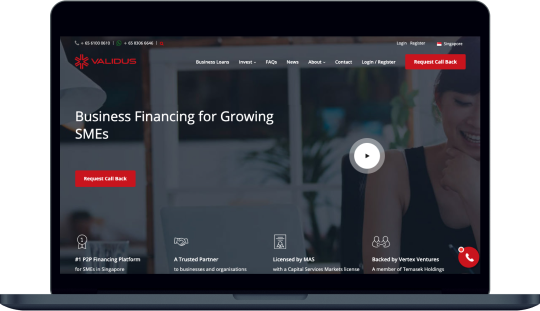 + 65 6100 0610 | + 65 8306 6646 |
Login Register Singapore
VALIDUS
Business Loans Invest FAQs News About Contact Login / Register Request Call Back
Business Financing for Growing
SMEs
Request Call Back
#1 P2P Financing Platform
for SMEs in Singapore
A Trusted Partner
to businesses and organisations
Licensed by MAS
with a Capital Services Markets license
Backed by Vertex Ventures
A member of Temasek Holdings